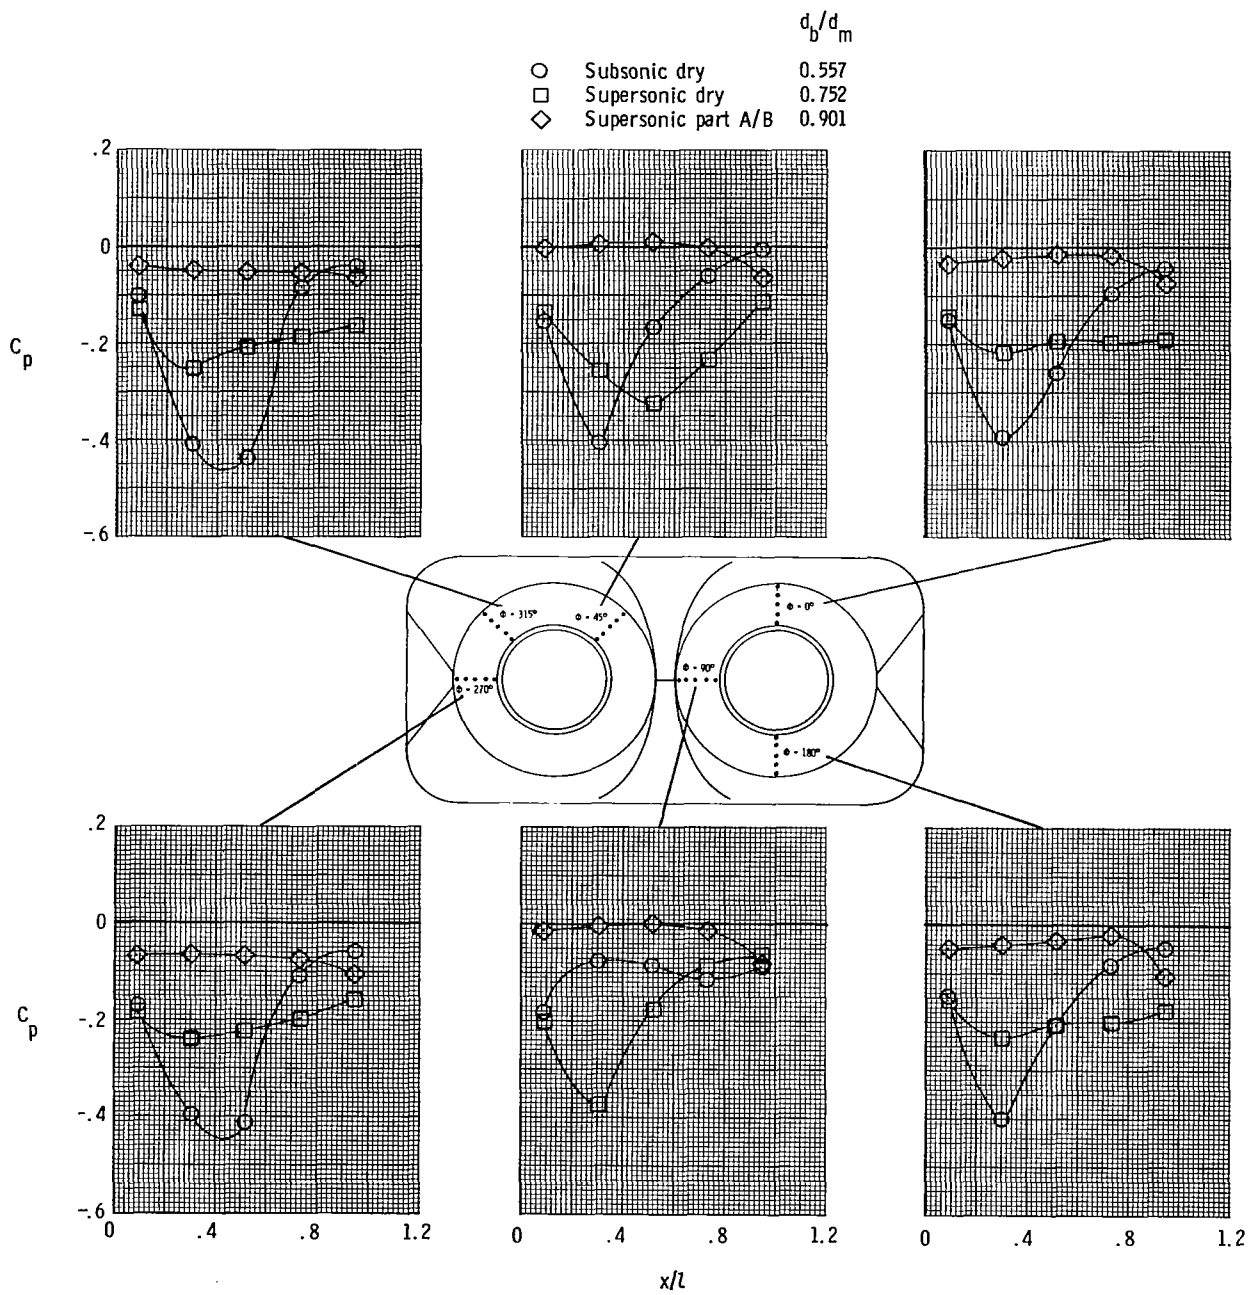 d_b/d_m
Subsonic dry 0.557
Supersonic dry 0.752
Supersonic part A/B 0.901
.2
0
-.2
-.4
-.6
C_p
Φ - 315°
Φ - 45°
Φ - 0°
Φ - 270°
Φ - 90°
Φ - 180°
.2
0
-.2
-.4
-.6
C_p
0 .4 .8 1.2
0 .4 .8 1.2
0 .4 .8 1.2
x/l